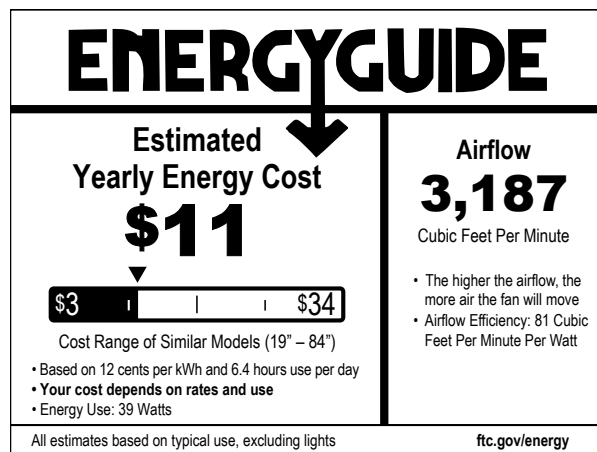 ENERGYGUIDE
Estimated
Yearly Energy Cost
$11
$3
$34
Cost Range of Similar Models (19” – 84”)
• Based on 12 cents per kWh and 6.4 hours use per day
• Your cost depends on rates and use
• Energy Use: 39 Watts
Airflow
3,187
Cubic Feet Per Minute
• The higher the airflow, the
more air the fan will move
• Airflow Efficiency: 81 Cubic
Feet Per Minute Per Watt
All estimates based on typical use, excluding lights
ftc.gov/energy